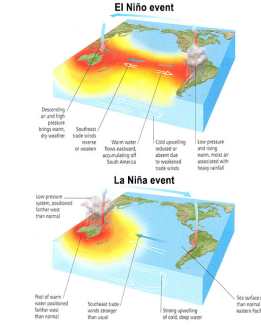 El Niño event
Descending
air and high
pressure
brings warm,
dry weather
Southeast
trade winds
reverse
or weaken
Warm water
flows eastward,
accumulating off
South America
Cold upwelling
reduced or
absent due
to weakened
trade winds
Low pressure
and rising
warm, moist air
associated with
heavy rainfall
La Niña event
Low-pressure
system, positioned
farther west
than normal
Pool of warm
water positioned
farther west
than normal
Southeast trade
winds stronger
than usual
Strong upwelling
of cold, deep water
Sea surface
than normal
eastern Pacif